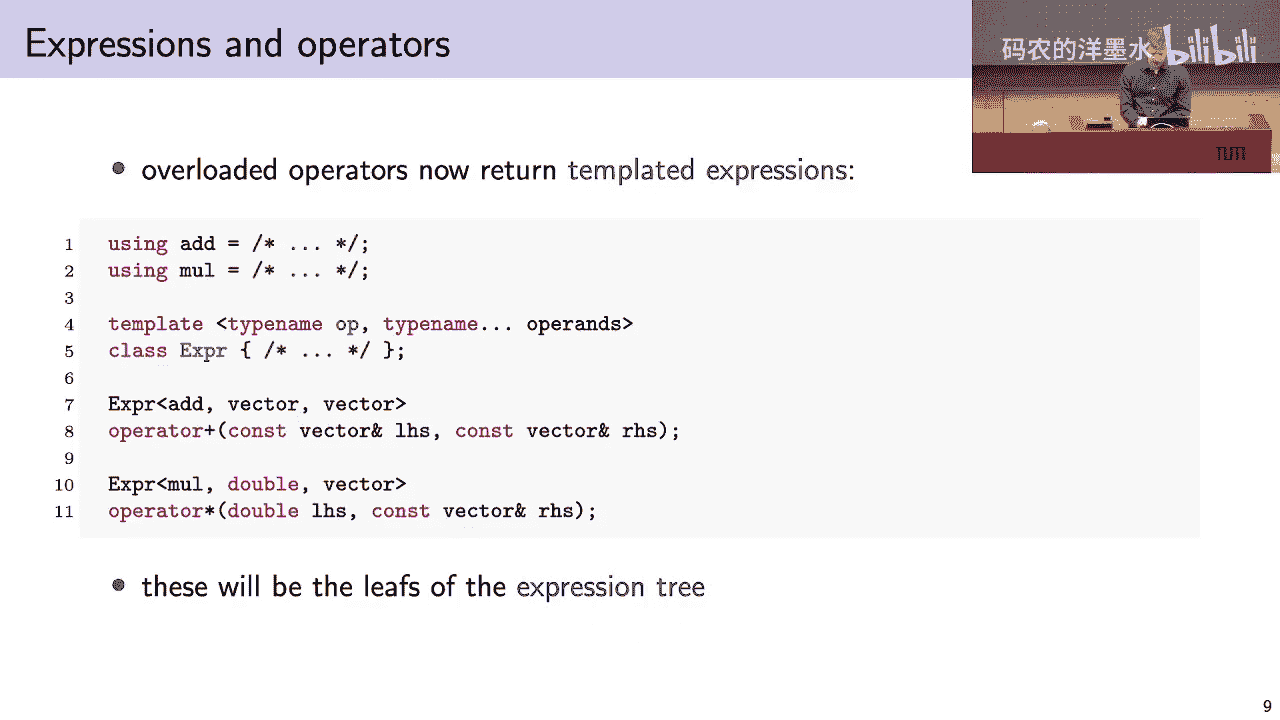 Expressions and operators
码农的洋墨水 bilibili
TUM
overloaded operators now return templated expressions:
1 using add = /* ... */;
2 using mul = /* ... */;
3
4 template <typename op, typename... operands>
5 class Expr { /* ... */ };
6
7 Expr<add, vector, vector>
8 operator+(const vector& lhs, const vector& rhs);
9
10 Expr<mul, double, vector>
11 operator*(double lhs, const vector& rhs);
these will be the leafs of the expression tree
9